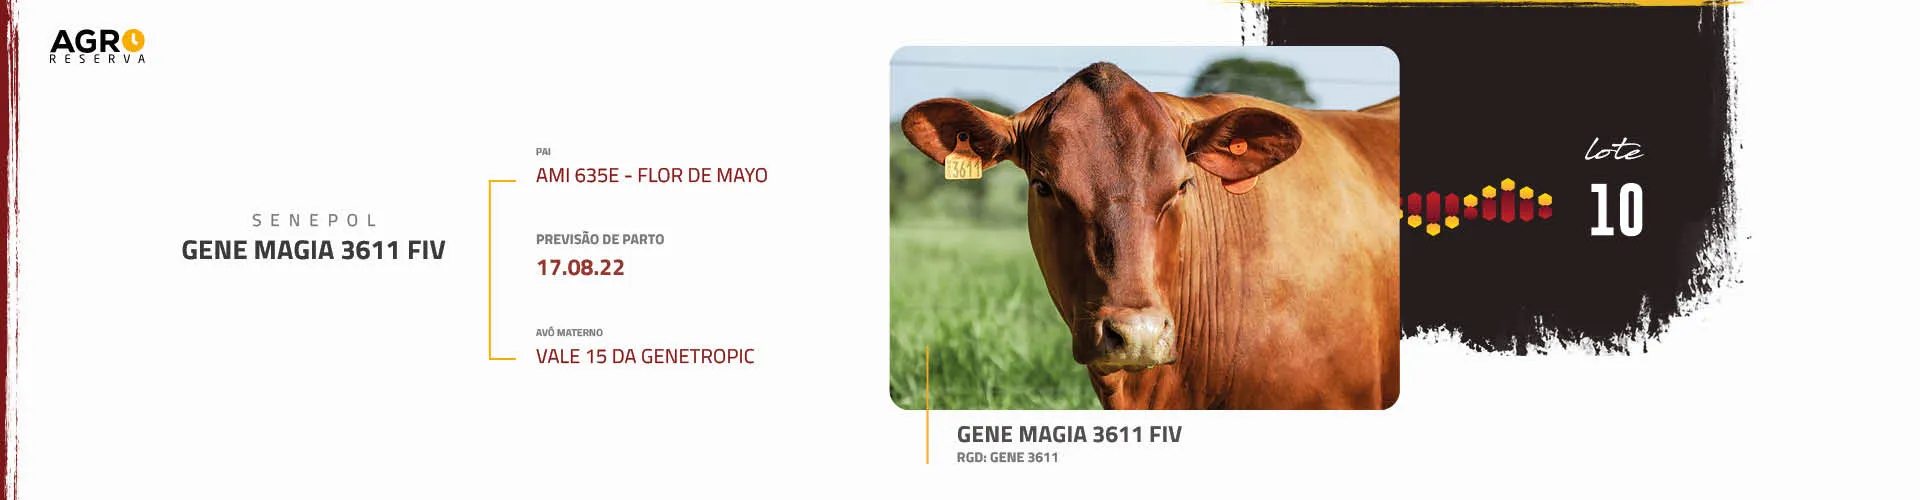 AGRO
RESERVA
SENEPOL
GENE MAGIA 3611 FIV
PAI
AMI 635E - FLOR DE MAYO
PREVISÃO DE PARTO
17.08.22
AVÔ MATERNO
VALE 15 DA GENETROPIC
3611
GENE MAGIA 3611 FIV
RGD: GENE 3611
lote
10